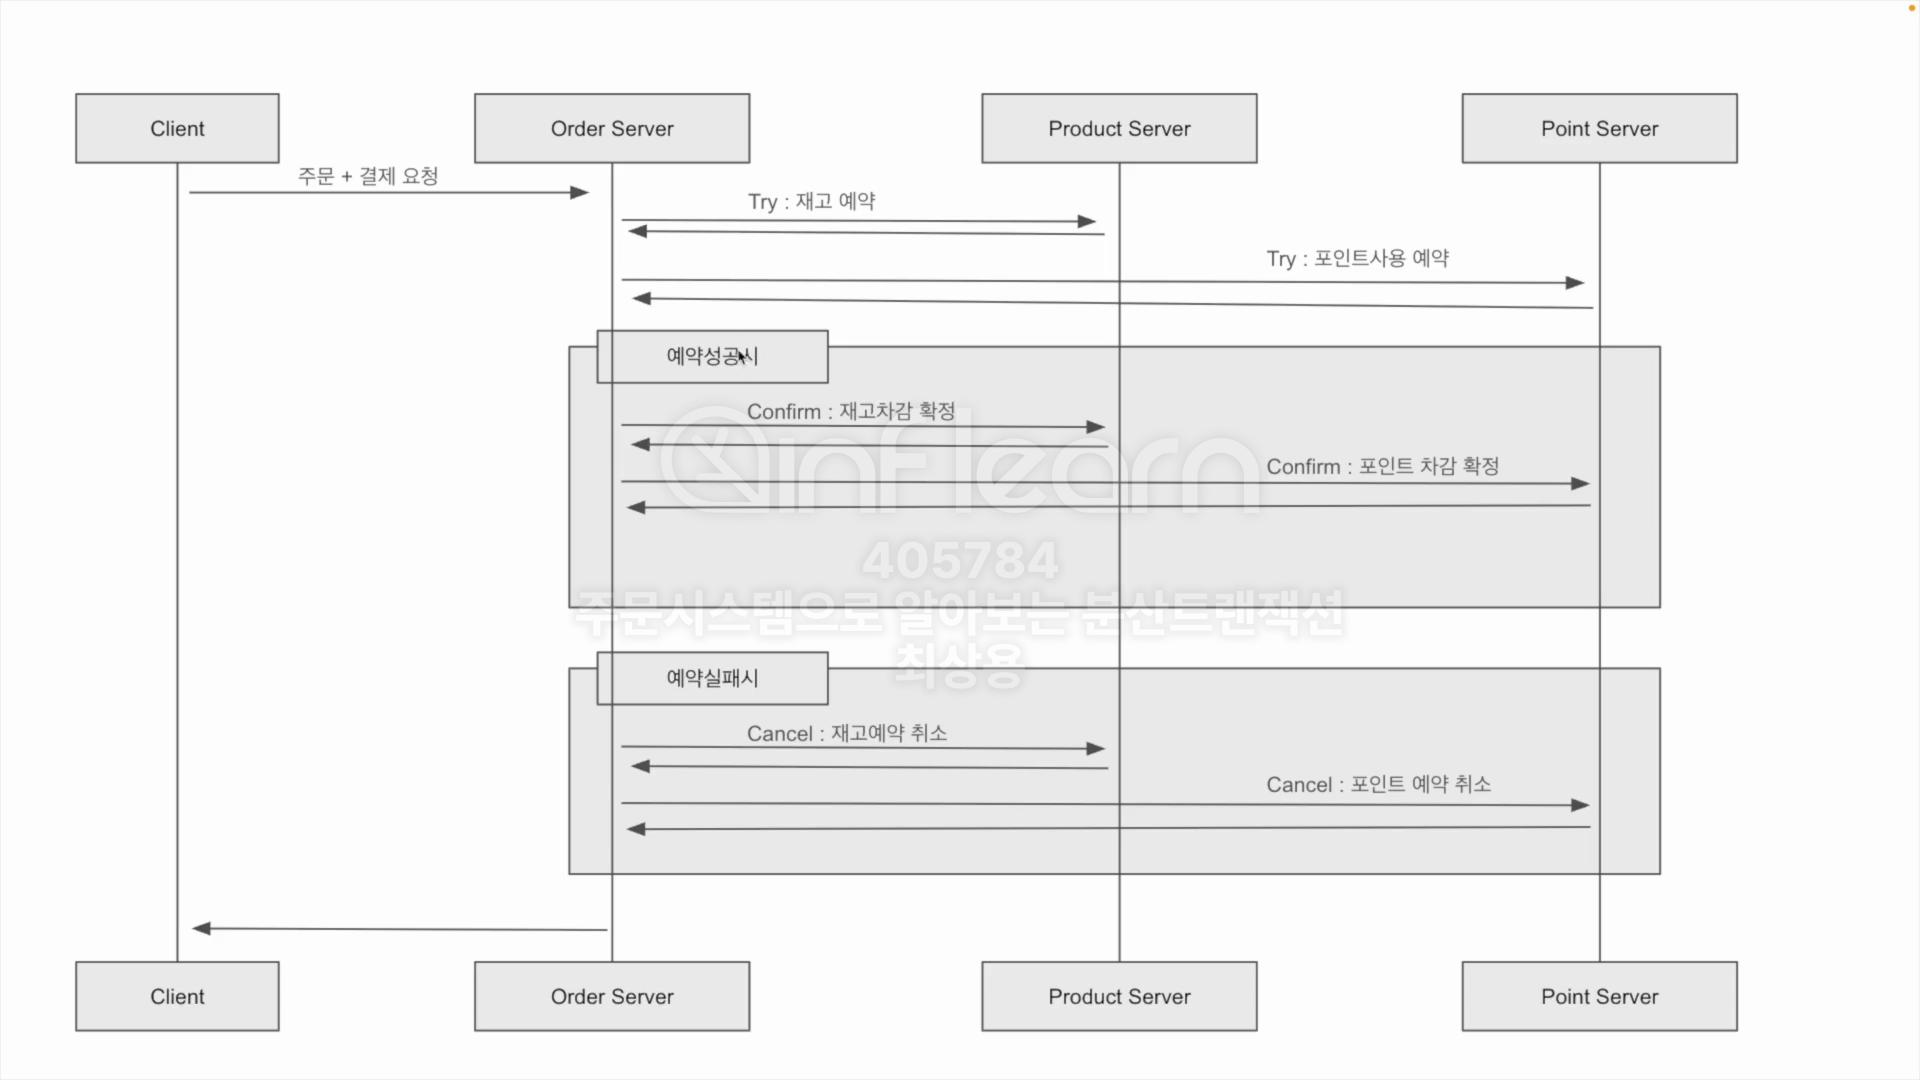 Client
Order Server
Product Server
Point Server
주문 + 결제 요청
Try : 재고 예약
Try : 포인트사용 예약
예약성공시
Confirm : 재고차감 확정
Confirm : 포인트 차감 확정
inflearn
405784
주문시스템으로 알아보는 분산트랜잭션
최상용
예약실패시
Cancel : 재고예약 취소
Cancel : 포인트 예약 취소
Client
Order Server
Product Server
Point Server